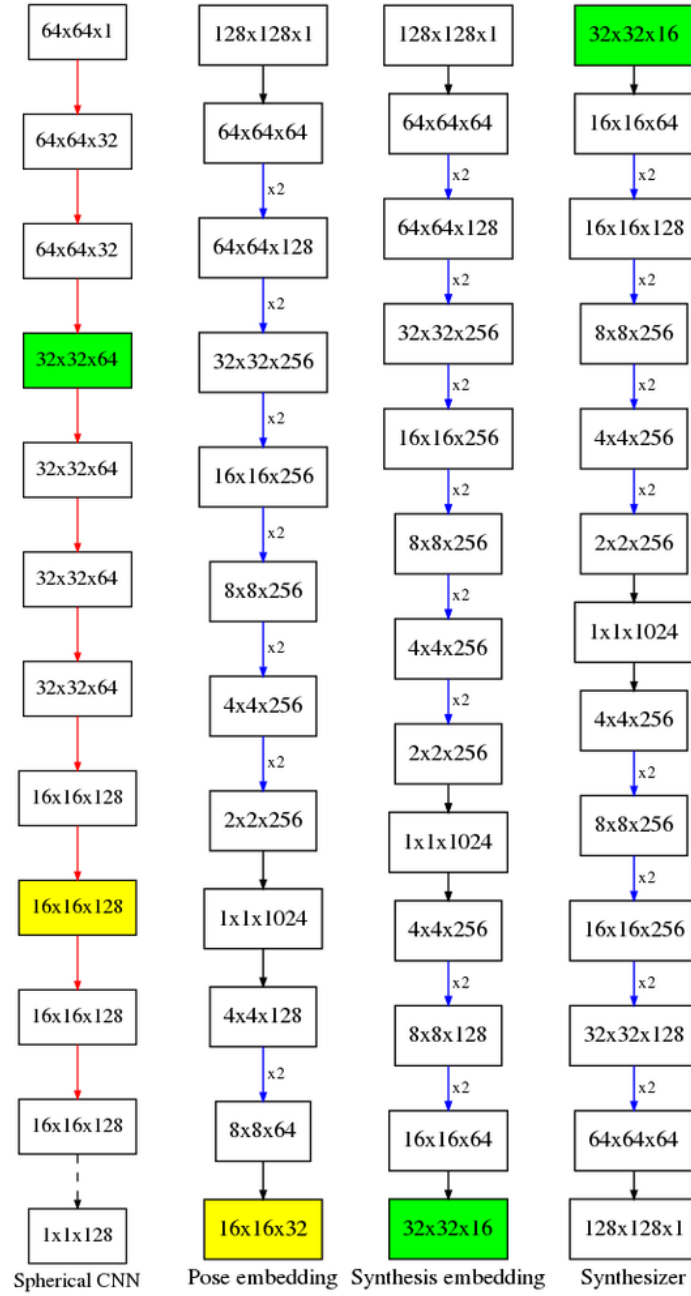 64x64x1
64x64x32
64x64x32
32x32x64
32x32x64
32x32x64
32x32x64
16x16x128
16x16x128
16x16x128
16x16x128
1x1x128
Spherical CNN
128x128x1
64x64x64
x2
64x64x128
x2
32x32x256
x2
16x16x256
x2
8x8x256
x2
4x4x256
x2
2x2x256
1x1x1024
4x4x128
x2
8x8x64
16x16x32
Pose embedding
128x128x1
64x64x64
x2
64x64x128
x2
32x32x256
x2
16x16x256
x2
8x8x256
x2
4x4x256
x2
2x2x256
1x1x1024
4x4x256
x2
8x8x128
x2
16x16x64
32x32x16
Synthesis embedding
32x32x16
16x16x64
x2
16x16x128
x2
8x8x256
x2
4x4x256
x2
2x2x256
1x1x1024
4x4x256
x2
8x8x256
x2
16x16x256
x2
32x32x128
x2
64x64x64
128x128x1
Synthesizer